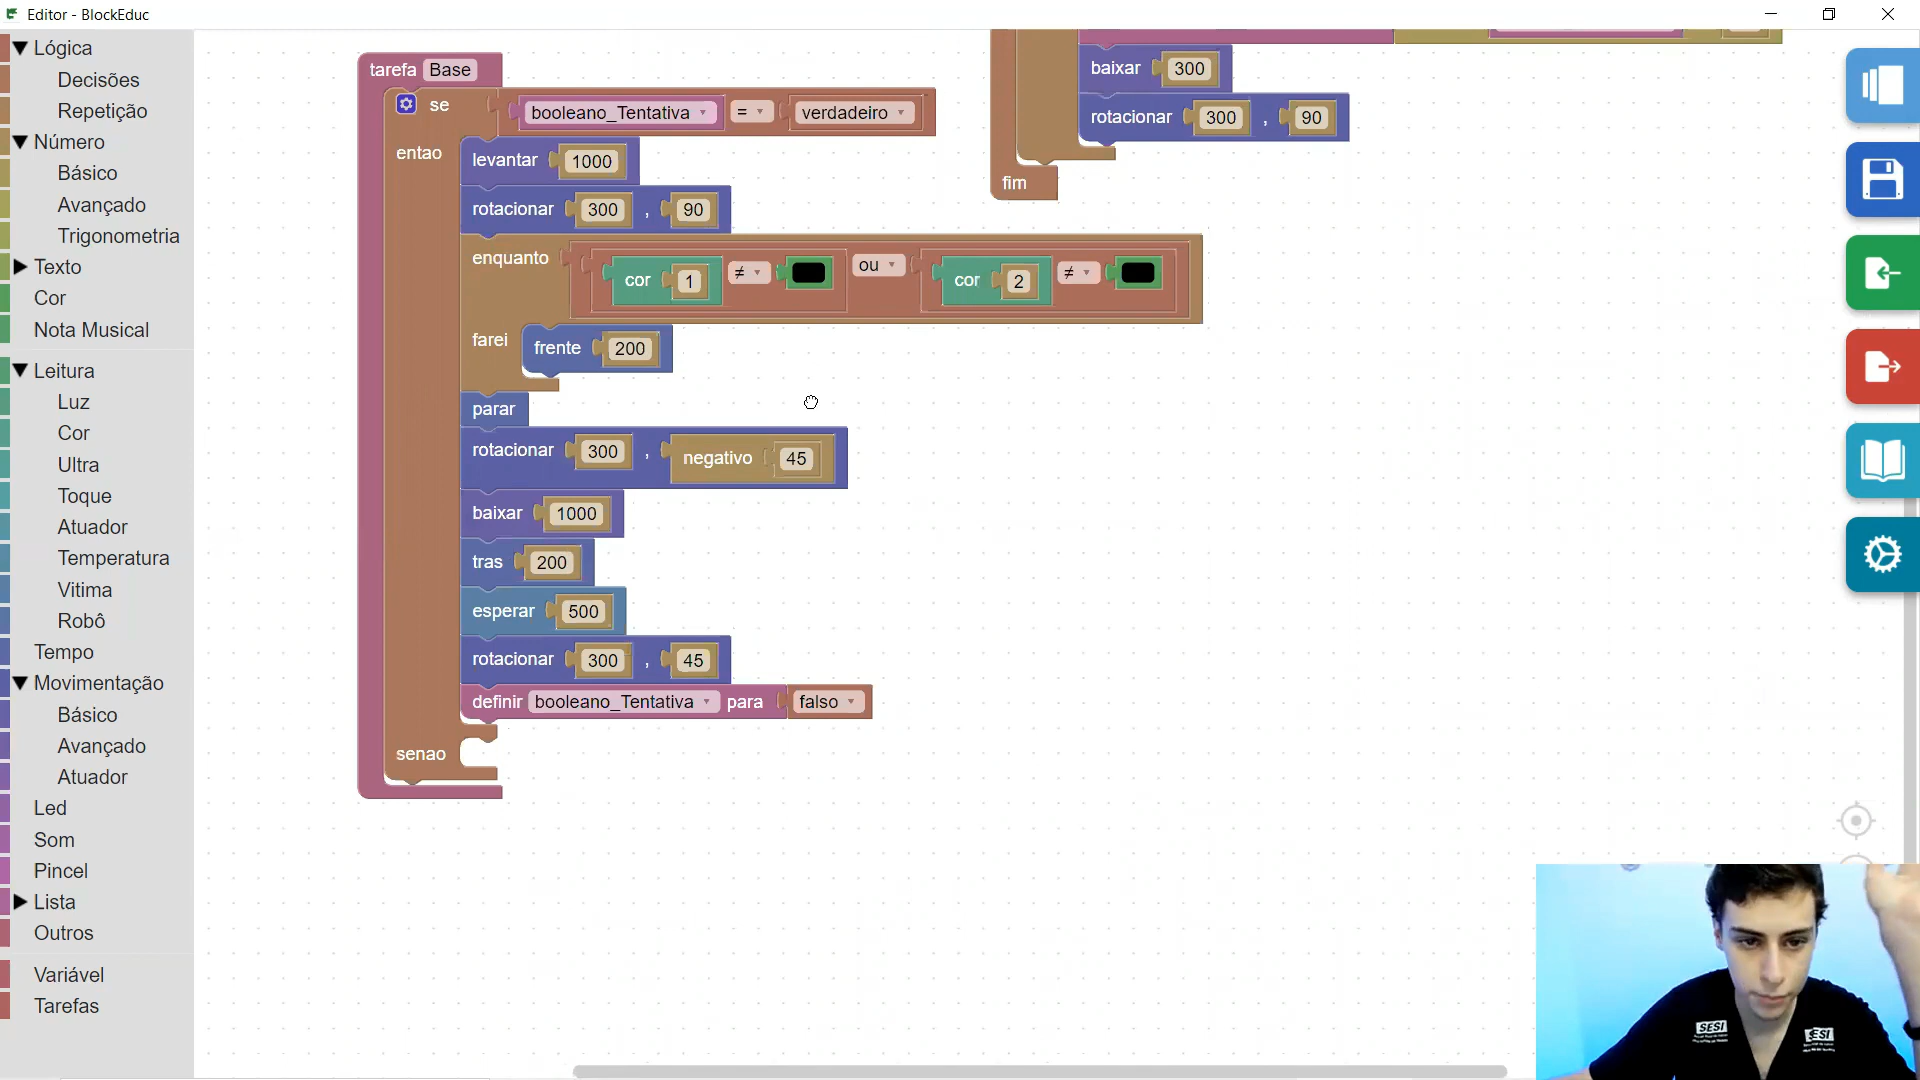 Editor - BlockEduc
Lógica
Decisões
Repetição
Número
Básico
Avançado
Trigonometria
Texto
Cor
Nota Musical
Leitura
Luz
Cor
Ultra
Toque
Atuador
Temperatura
Vitima
Robô
Tempo
Movimentação
Básico
Avançado
Atuador
Led
Som
Pincel
Lista
Outros
Variável
Tarefas
tarefa Base
se booleano_Tentativa = verdadeiro
entao levantar 1000
rotacionar 300 , 90
enquanto cor 1 ≠ ou cor 2 ≠
farei frente 200
parar
rotacionar 300 , negativo 45
baixar 1000
tras 200
esperar 500
rotacionar 300 , 45
definir booleano_Tentativa para falso
senao
baixar 300
rotacionar 300 , 90
fim
SESI
SESI